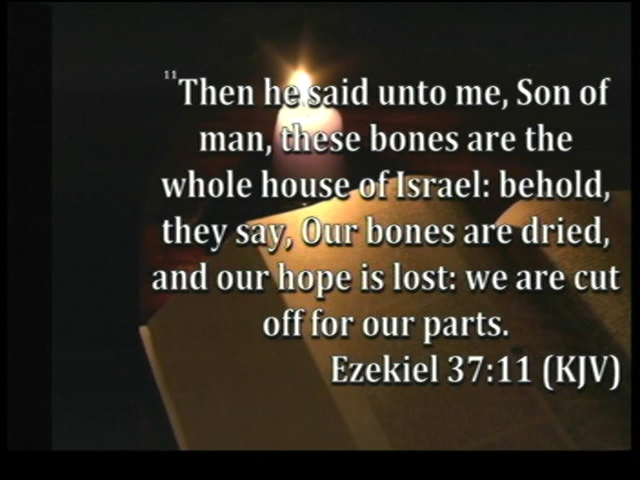 11Then he said unto me, Son of
man, these bones are the
whole house of Israel: behold,
they say, Our bones are dried,
and our hope is lost: we are cut
off for our parts.
Ezekiel 37:11 (KJV)